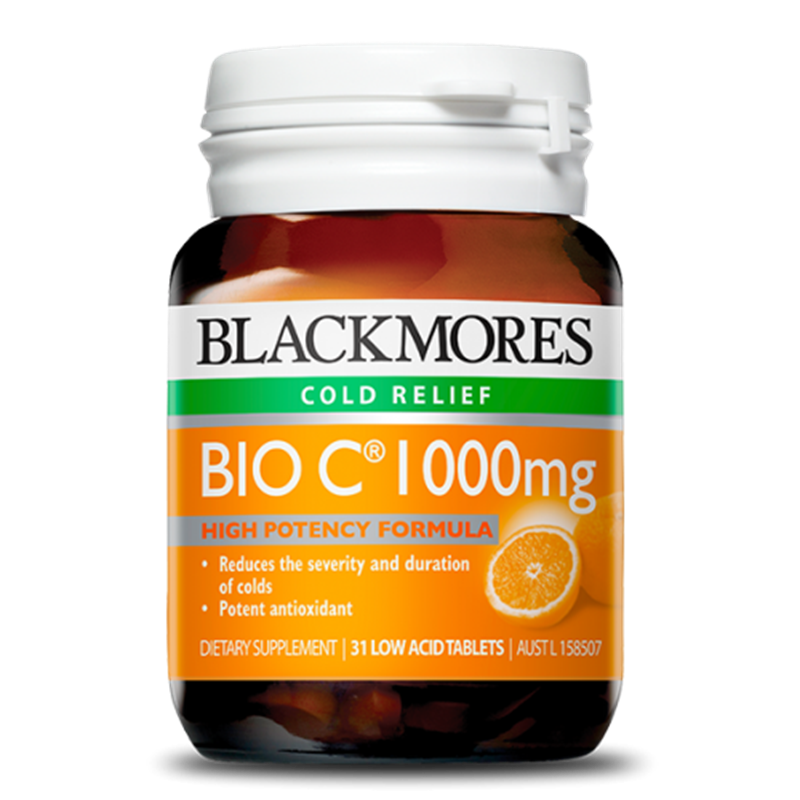 BLACKMORES
COLD RELIEF
BIO C® 1000mg
HIGH POTENCY FORMULA
• Reduces the severity and duration
of colds
• Potent antioxidant
DIETARY SUPPLEMENT | 31 LOW ACID TABLETS | AUST L 158507